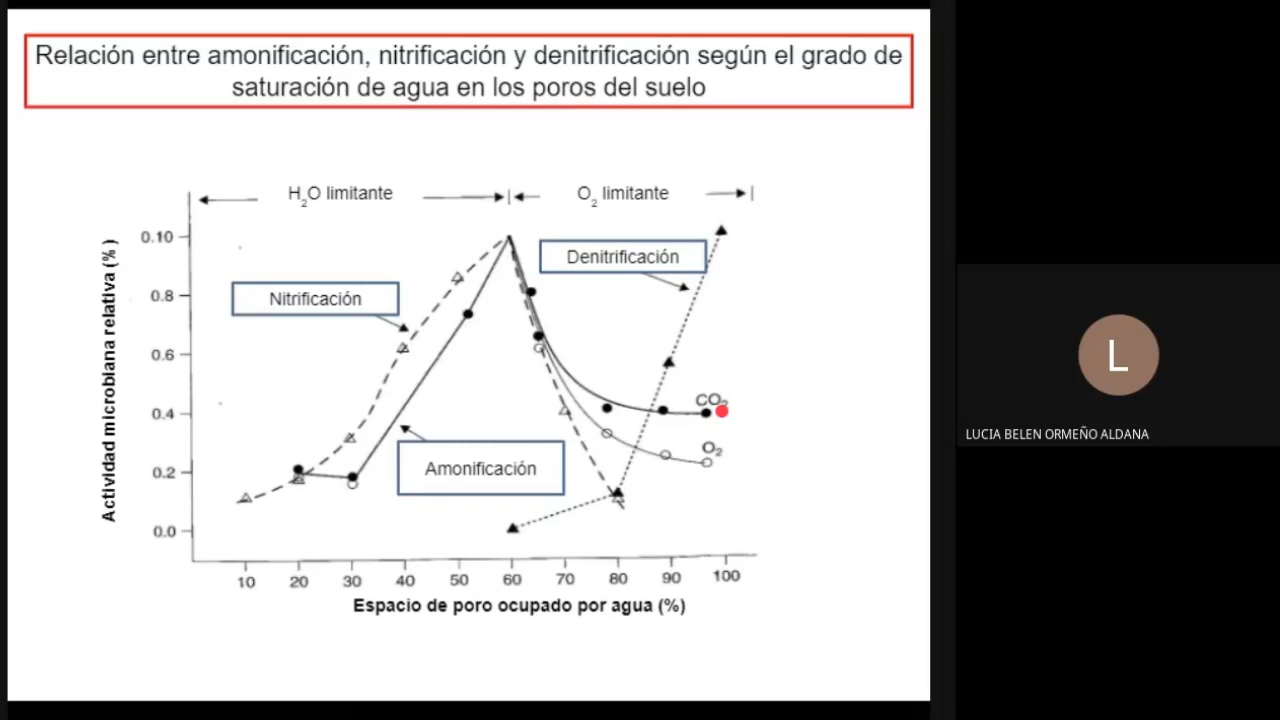 Relación entre amonificación, nitrificación y denitrificación según el grado de
saturación de agua en los poros del suelo
H₂O limitante
O₂ limitante
Actividad microbiana relativa (%)
0.10
0.8
0.6
0.4
0.2
0.0
Denitrificación
Nitrificación
Amonificación
CO₂
O₂
10 20 30 40 50 60 70 80 90 100
Espacio de poro ocupado por agua (%)
L
LUCIA BELEN ORMEÑO ALDANA